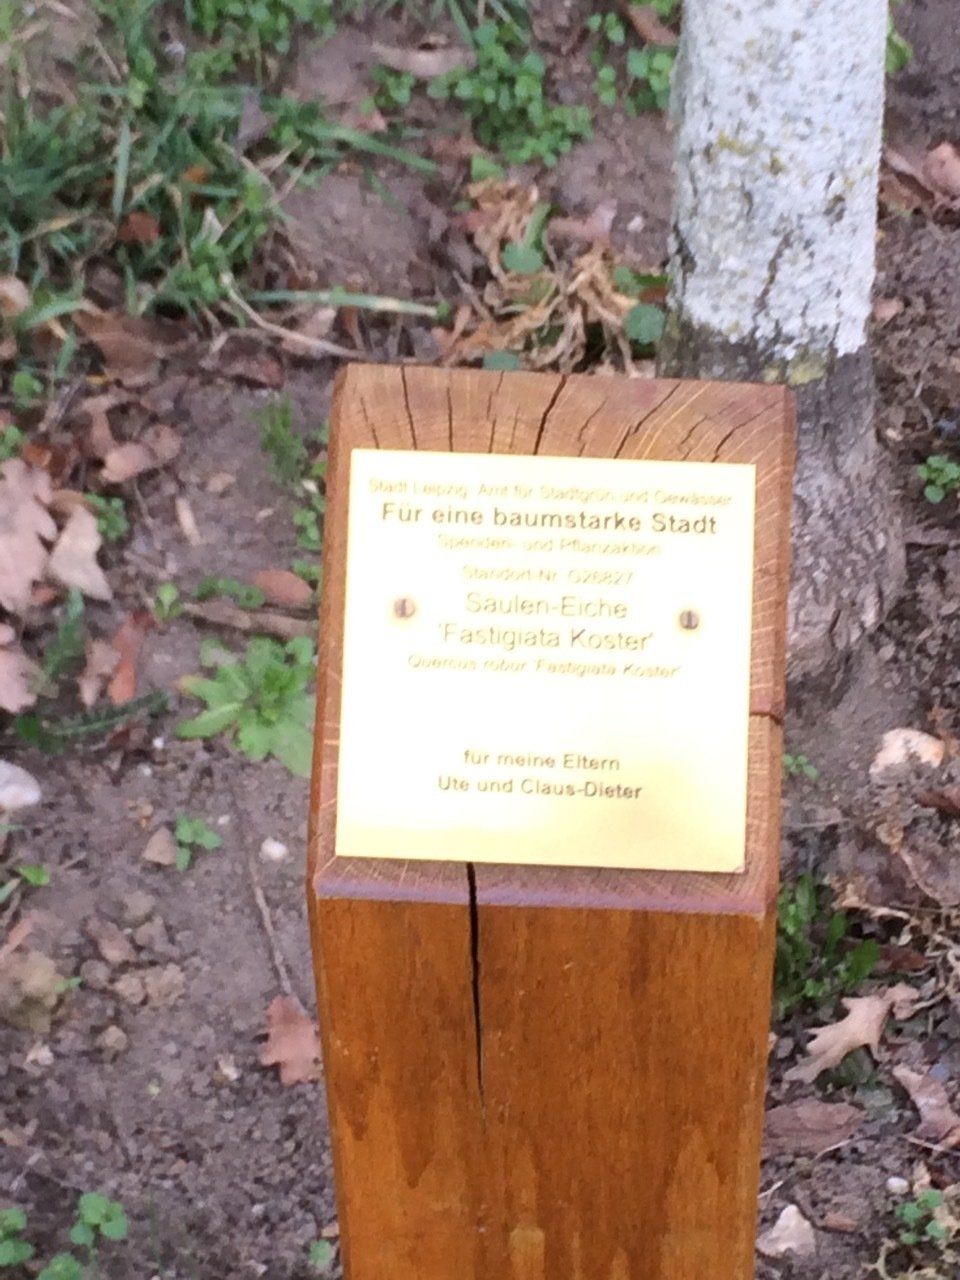 Stadt Leipzig, Amt für Stadtgrün und Gewässer
Für eine baumstarke Stadt
Spenden- und Pflanzaktion
Standort-Nr. G26827
Säulen-Eiche
'Fastigiata Koster'
Quercus robur 'Fastigiata Koster'
für meine Eltern
Ute und Claus-Dieter